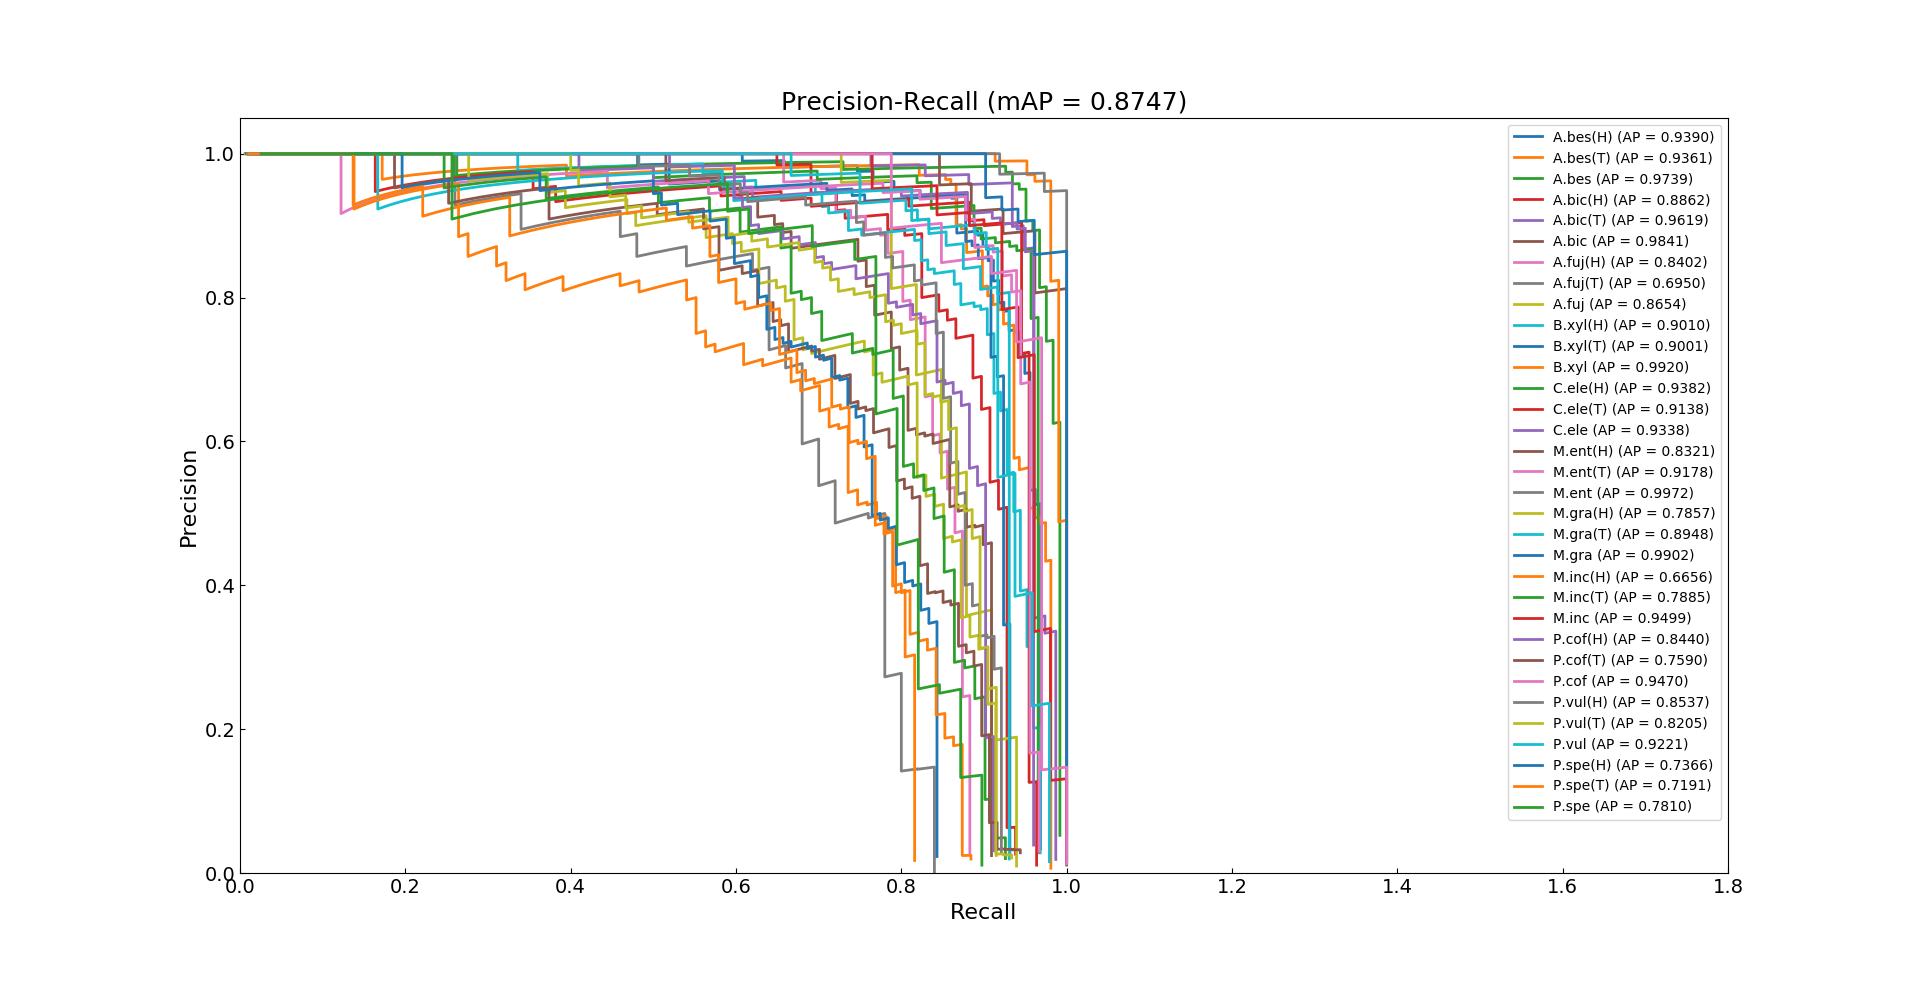 Precision-Recall (mAP = 0.8747)
Precision
1.0
0.8
0.6
0.4
0.2
0.0
0.0 0.2 0.4 0.6 0.8 1.0 1.2 1.4 1.6 1.8
Recall
A.bes(H) (AP = 0.9390)
A.bes(T) (AP = 0.9361)
A.bes (AP = 0.9739)
A.bic(H) (AP = 0.8862)
A.bic(T) (AP = 0.9619)
A.bic (AP = 0.9841)
A.fuj(H) (AP = 0.8402)
A.fuj(T) (AP = 0.6950)
A.fuj (AP = 0.8654)
B.xyl(H) (AP = 0.9010)
B.xyl(T) (AP = 0.9001)
B.xyl (AP = 0.9920)
C.ele(H) (AP = 0.9382)
C.ele(T) (AP = 0.9138)
C.ele (AP = 0.9338)
M.ent(H) (AP = 0.8321)
M.ent(T) (AP = 0.9178)
M.ent (AP = 0.9972)
M.gra(H) (AP = 0.7857)
M.gra(T) (AP = 0.8948)
M.gra (AP = 0.9902)
M.inc(H) (AP = 0.6656)
M.inc(T) (AP = 0.7885)
M.inc (AP = 0.9499)
P.cof(H) (AP = 0.8440)
P.cof(T) (AP = 0.7590)
P.cof (AP = 0.9470)
P.vul(H) (AP = 0.8537)
P.vul(T) (AP = 0.8205)
P.vul (AP = 0.9221)
P.spe(H) (AP = 0.7366)
P.spe(T) (AP = 0.7191)
P.spe (AP = 0.7810)